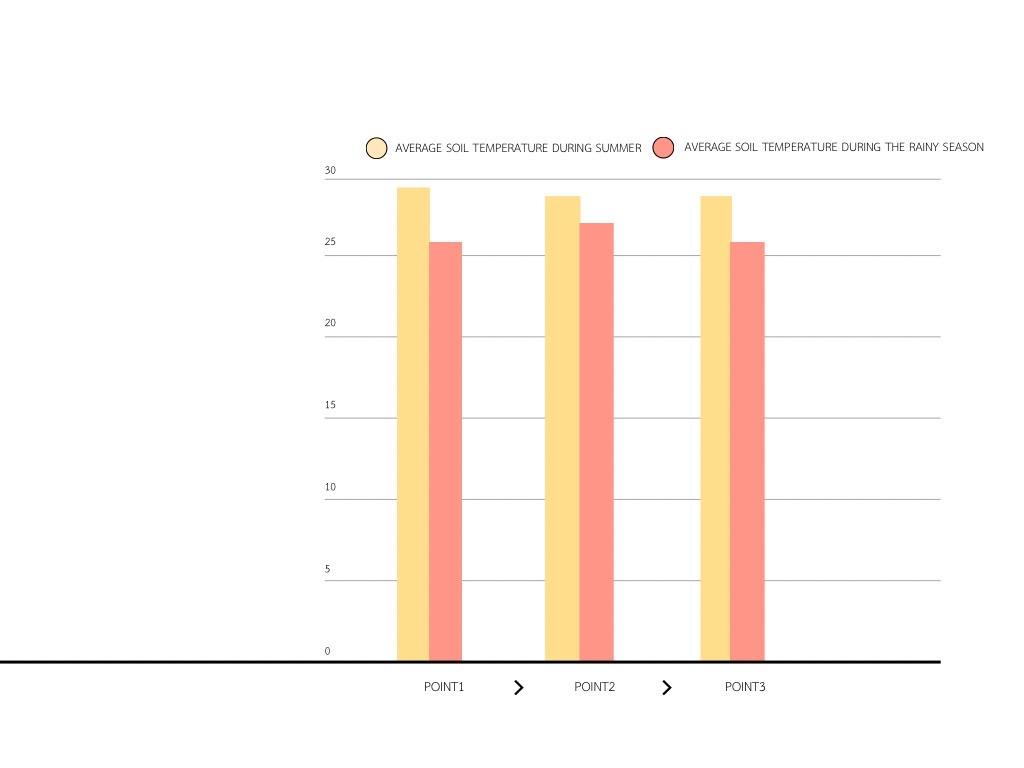 AVERAGE SOIL TEMPERATURE DURING SUMMER
AVERAGE SOIL TEMPERATURE DURING THE RAINY SEASON
30
25
20
15
10
5
0
POINT1 > POINT2 > POINT3